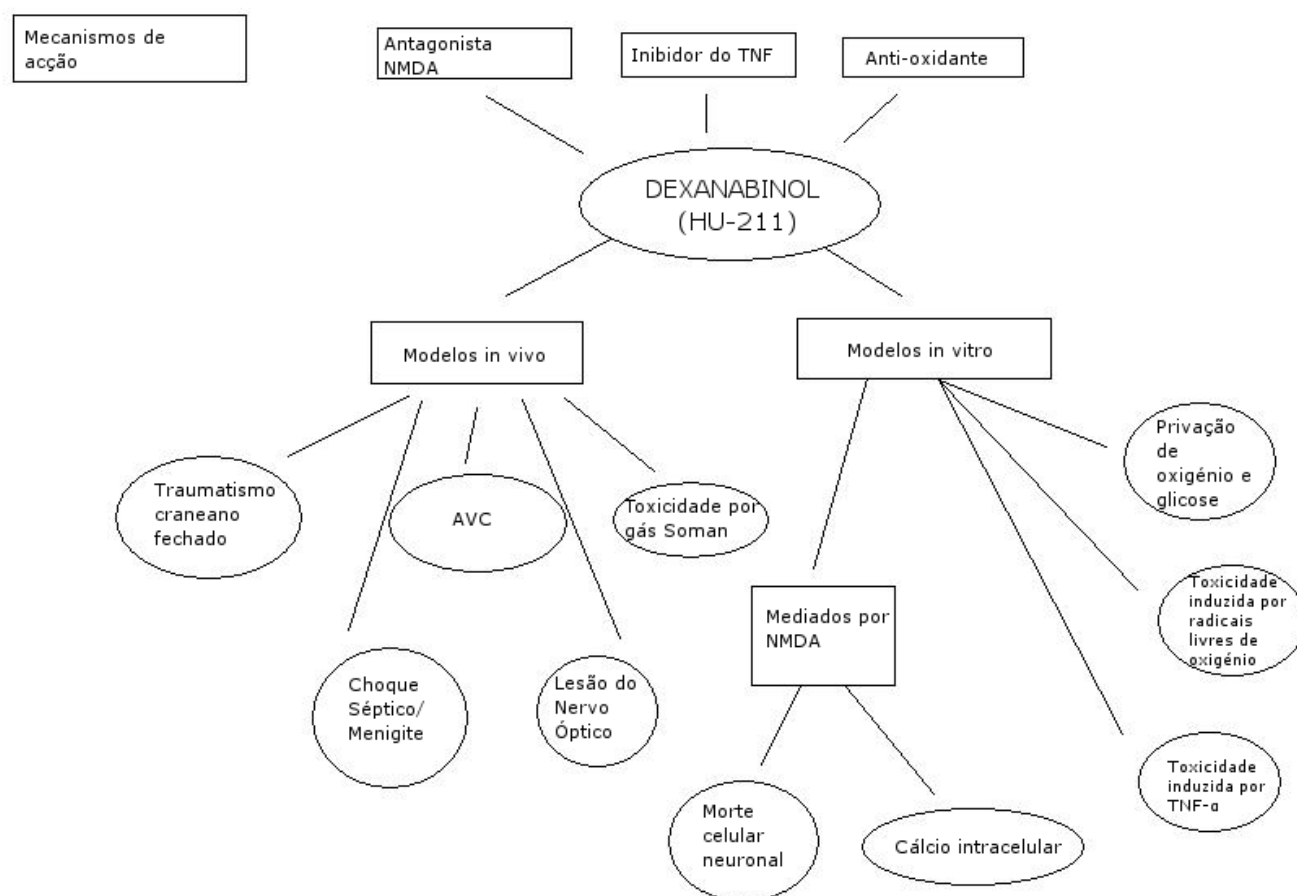 Mecanismos de
acção
Antagonista
NMDA
Inibidor do TNF
Anti-oxidante
DEXANABINOL
(HU-211)
Modelos in vivo
Modelos in vitro
Traumatismo
craneano
fechado
AVC
Toxicidade por
gás Soman
Choque
Séptico/
Menigite
Lesão do
Nervo
Óptico
Mediados por
NMDA
Morte
celular
neuronal
Cálcio intracelular
Privação
de
oxigénio e
glicose
Toxicidade
induzida por
radicais
livres de
oxigénio
Toxicidade
induzida por
TNF-α